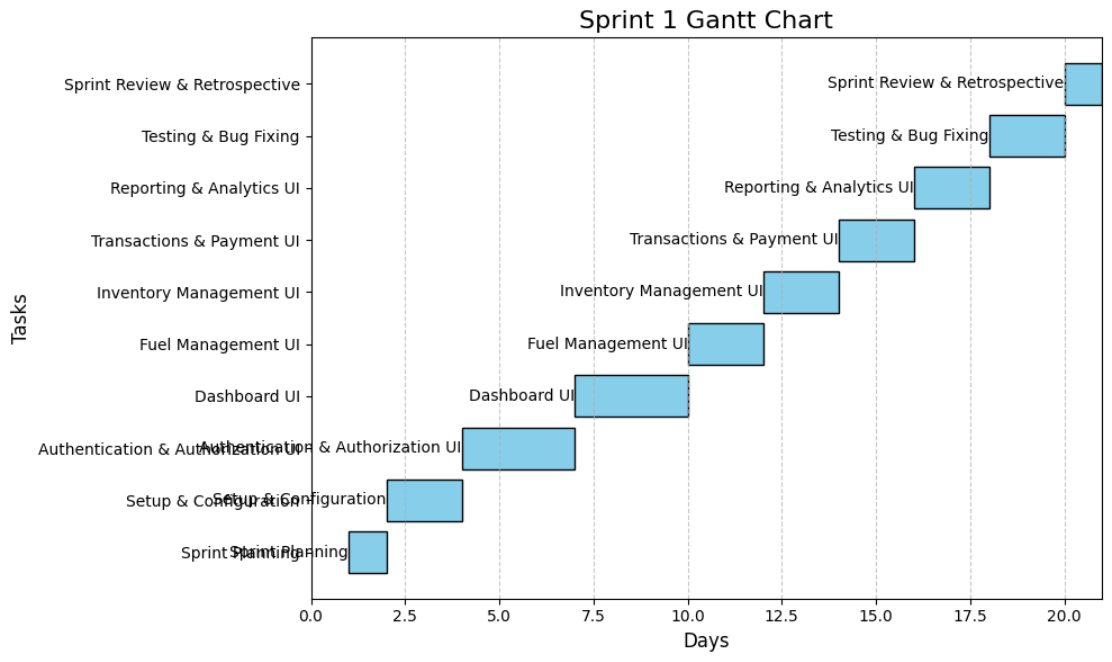 Sprint 1 Gantt Chart
Sprint Review & Retrospective Sprint Review & Retrospective
Testing & Bug Fixing Testing & Bug Fixing
Reporting & Analytics UI Reporting & Analytics UI
Transactions & Payment UI Transactions & Payment UI
Inventory Management UI Inventory Management UI
Fuel Management UI Fuel Management UI
Dashboard UI Dashboard UI
Authentication & Authorization UI Authentication & Authorization UI
Setup & Configuration Setup & Configuration
Sprint Planning Sprint Planning
Tasks
0.0 2.5 5.0 7.5 10.0 12.5 15.0 17.5 20.0
Days